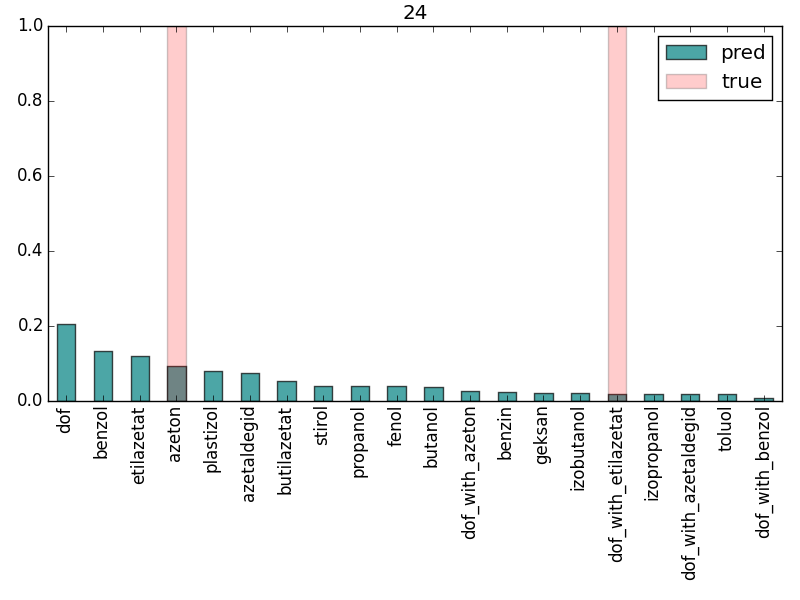 24
1.0
0.8
0.6
0.4
0.2
0.0
pred
true
dof
benzol
etilazetat
azeton
plastizol
azetaldegid
butilazetat
stirol
propanol
fenol
butanol
dof_with_azeton
benzin
geksan
izobutanol
dof_with_etilazetat
izopropanol
dof_with_azetaldegid
toluol
dof_with_benzol